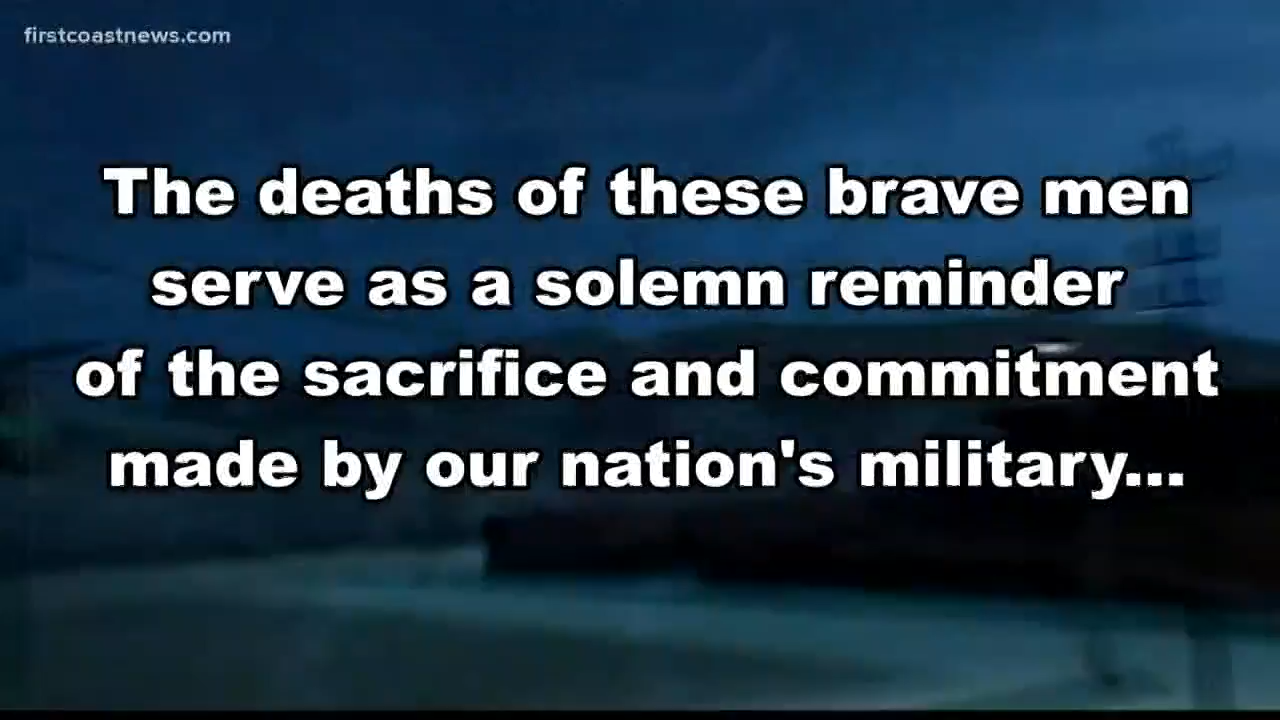 firstcoastnews.com
The deaths of these brave men
serve as a solemn reminder
of the sacrifice and commitment
made by our nation's military...